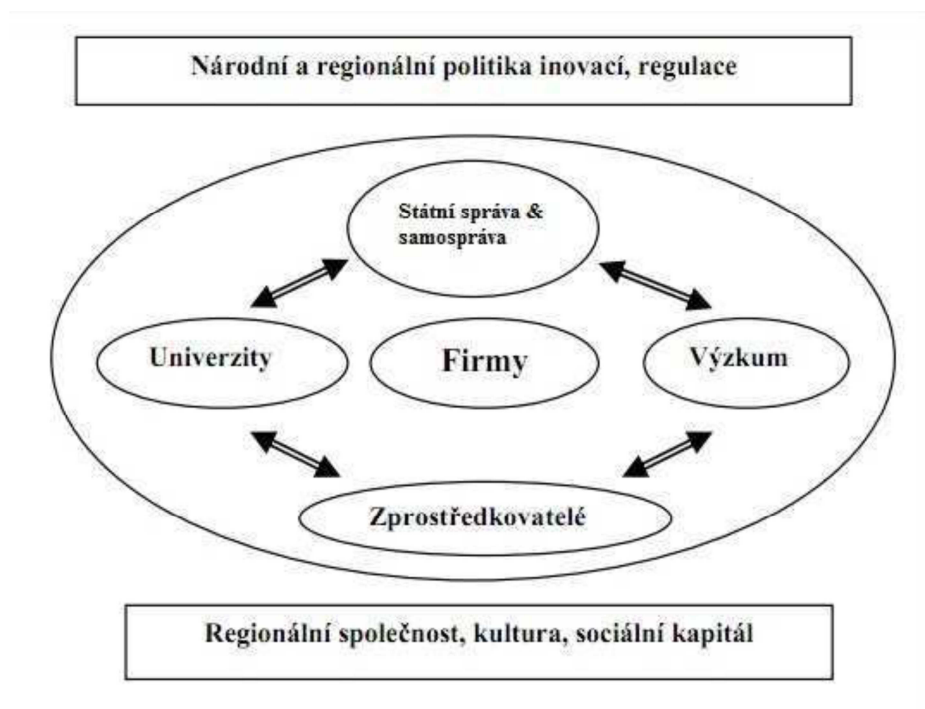 Národní a regionální politika inovací, regulace
Státní správa &
samospráva
Univerzity
Firmy
Výzkum
Zprostředkovatelé
Regionální společnost, kultura, sociální kapitál